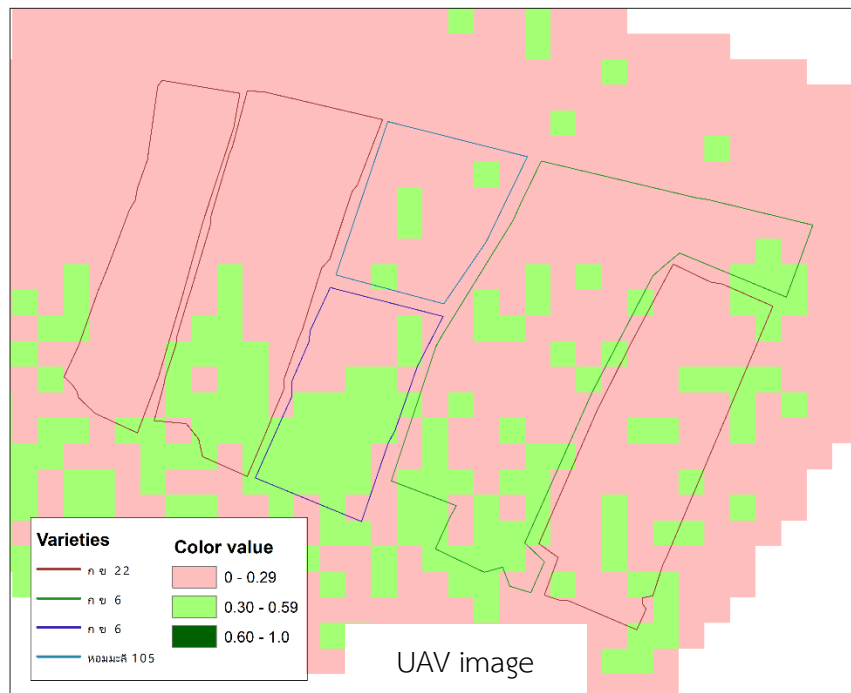 Varieties
ก ข 22
ก ข 6
ก ข 6
หอมมะลิ 105
Color value
0 - 0.29
0.30 - 0.59
0.60 - 1.0
UAV image